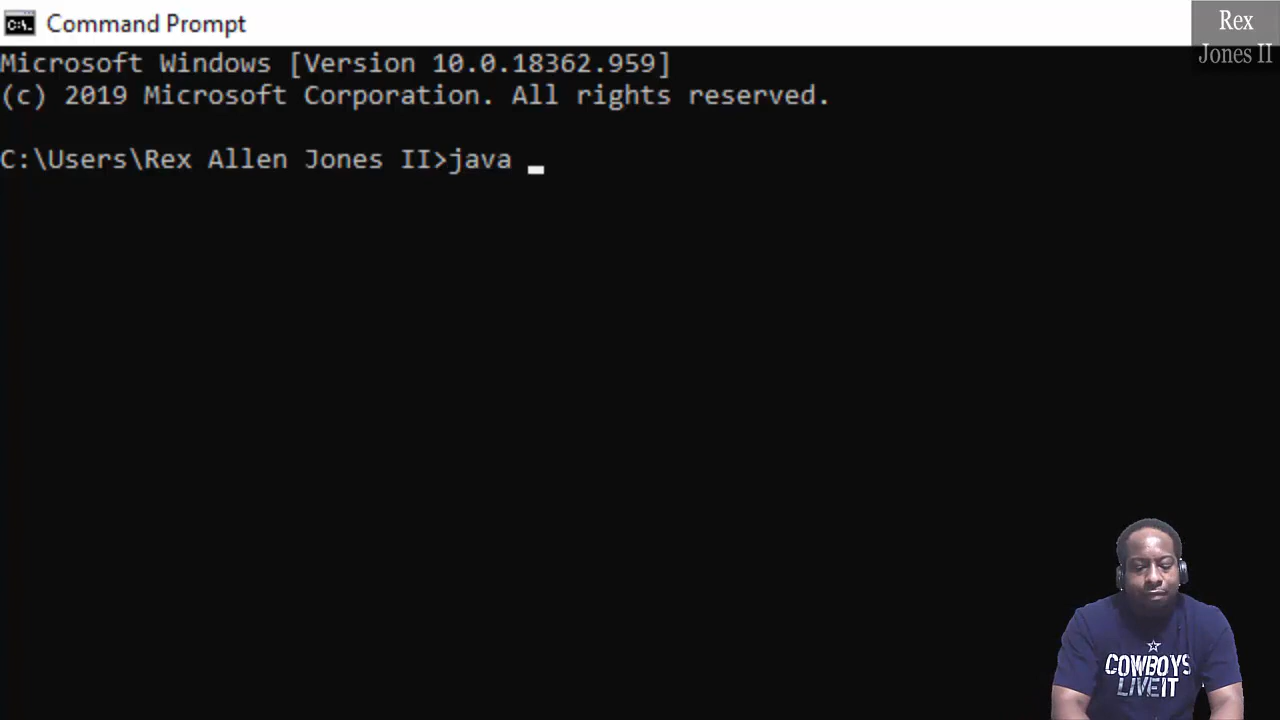 Command Prompt
Rex
Jones II
Microsoft Windows [Version 10.0.18362.959]
(c) 2019 Microsoft Corporation. All rights reserved.
C:\Users\Rex Allen Jones II>java
COWBOYS
LIVE IT